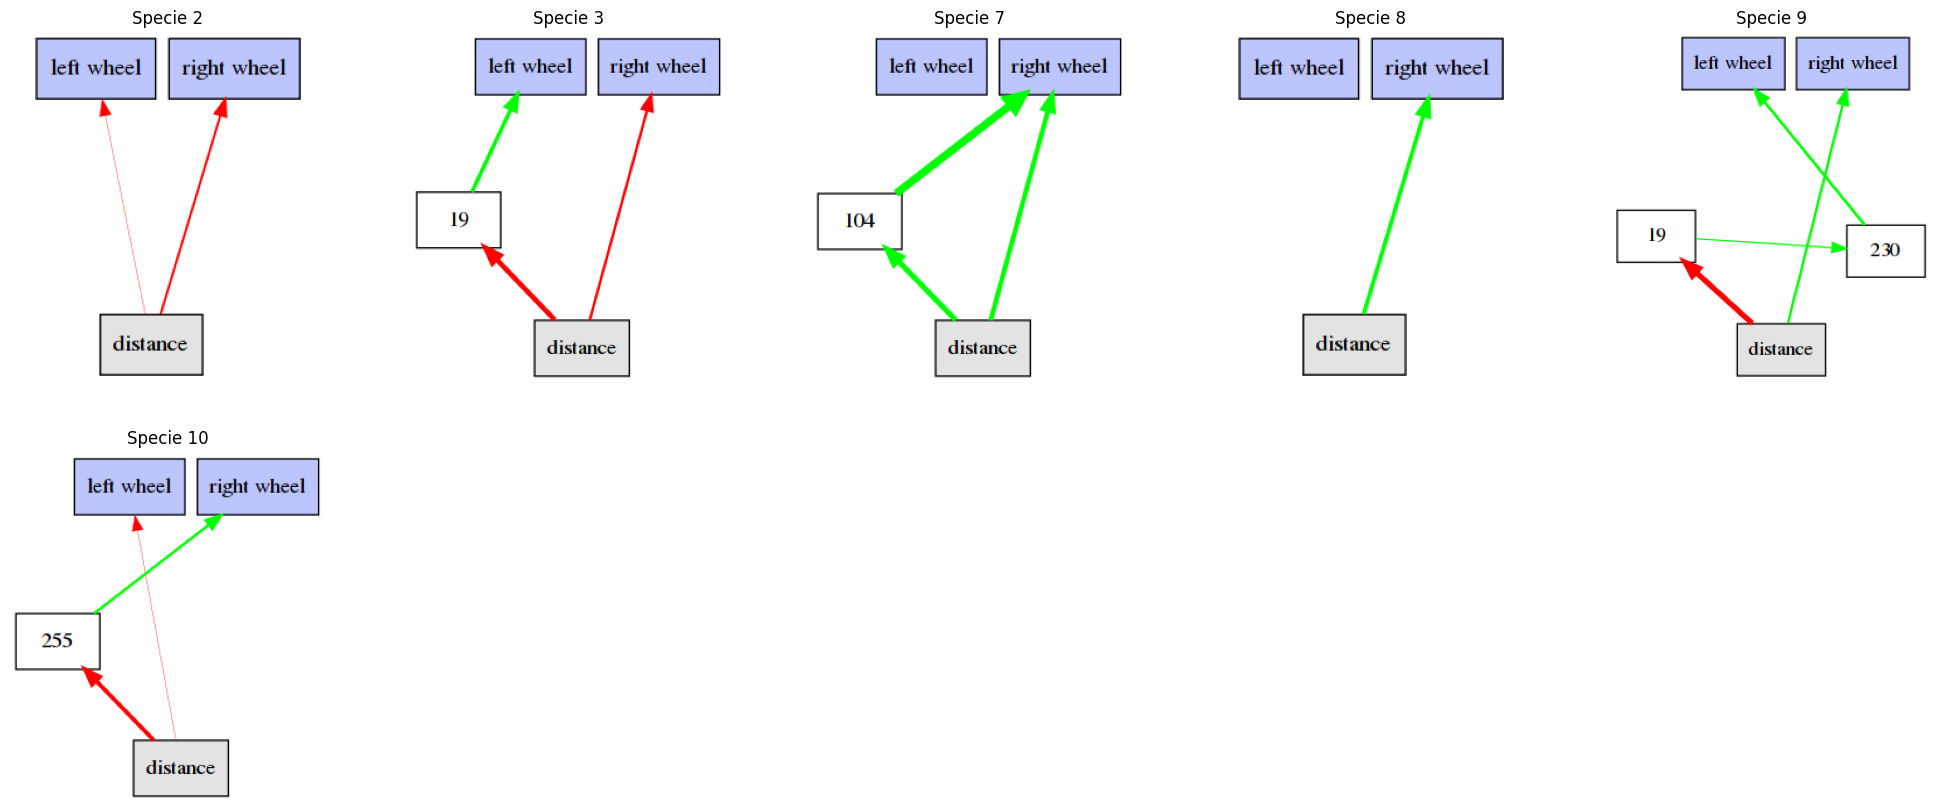 Specie 2
left wheel
right wheel
distance
Specie 3
left wheel
right wheel
19
distance
Specie 7
left wheel
right wheel
104
distance
Specie 8
left wheel
right wheel
distance
Specie 9
left wheel
right wheel
19
230
distance
Specie 10
left wheel
right wheel
255
distance